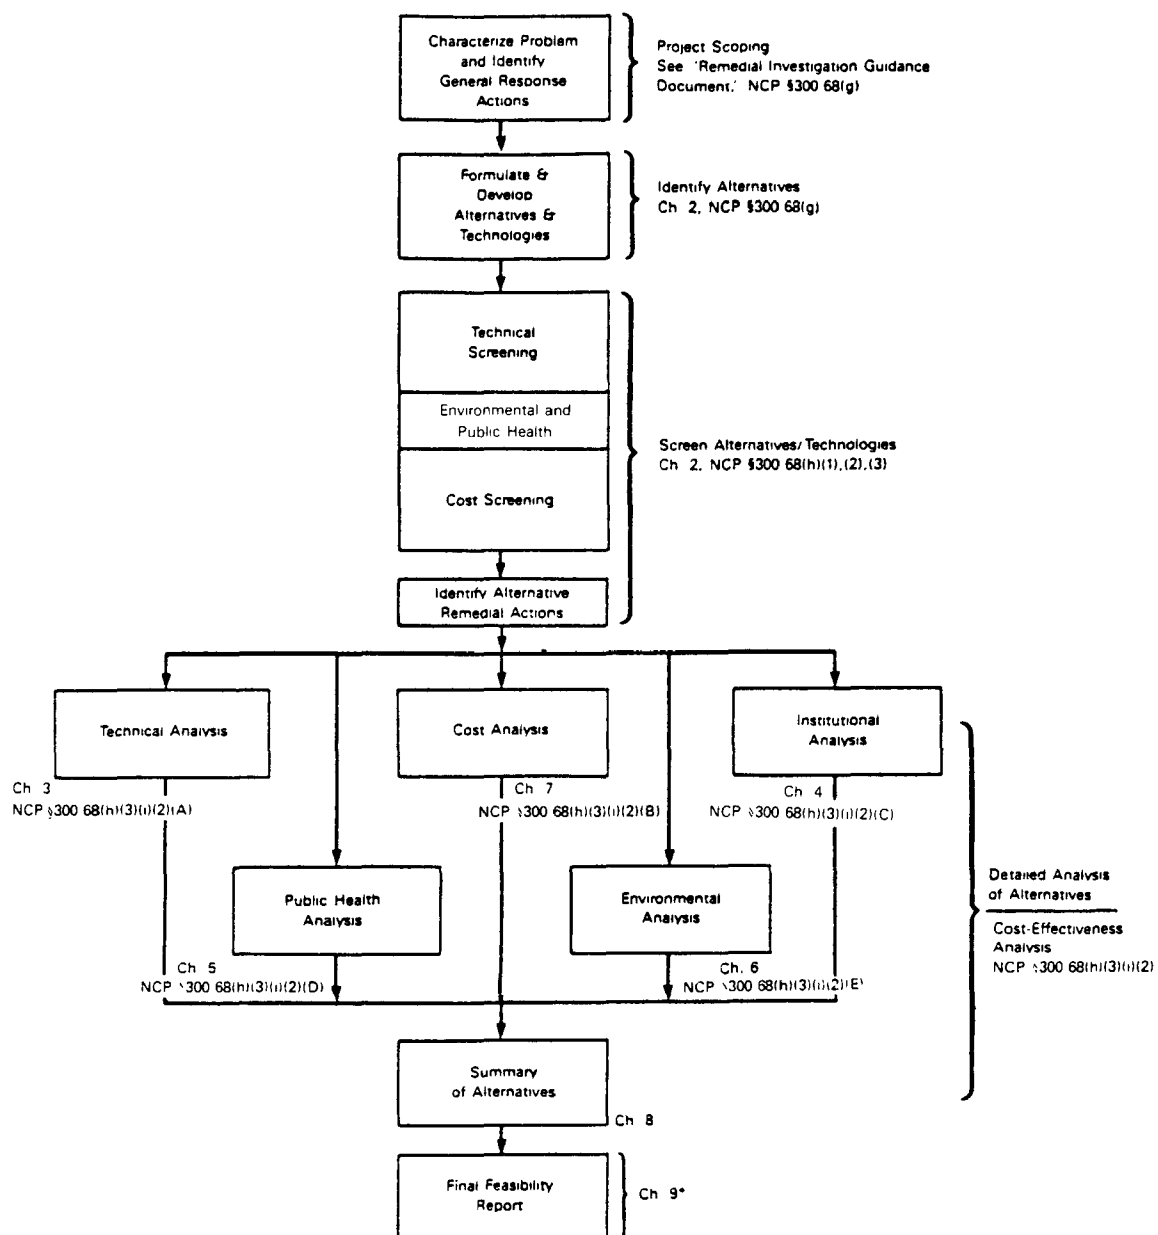 Characterize Problem
and Identify
General Response
Actions
Project Scoping
See 'Remedial Investigation Guidance
Document,' NCP §300 68(g)
Formulate &
Develop
Alternatives &
Technologies
Identify Alternatives
Ch 2, NCP §300 68(g)
Technical
Screening
Environmental and
Public Health
Cost Screening
Screen Alternatives/Technologies
Ch 2, NCP §300 68(h)(1),(2),(3)
Identify Alternative
Remedial Actions
Technical Analysis
Cost Analysis
Institutional
Analysis
Ch 3
NCP §300 68(h)(3)(i)(2)(A)
Ch 7
NCP §300 68(h)(3)(i)(2)(B)
Ch 4
NCP §300 68(h)(3)(i)(2)(C)
Public Health
Analysis
Environmental
Analysis
Ch 5
NCP §300 68(h)(3)(i)(2)(D)
Ch. 6
NCP §300 68(h)(3)(i)(2)(E)
Detailed Analysis
of Alternatives
Cost-Effectiveness
Analysis
NCP §300 68(h)(3)(i)(2)
Summary
of Alternatives
Ch 8
Final Feasibility
Report
Ch 9*